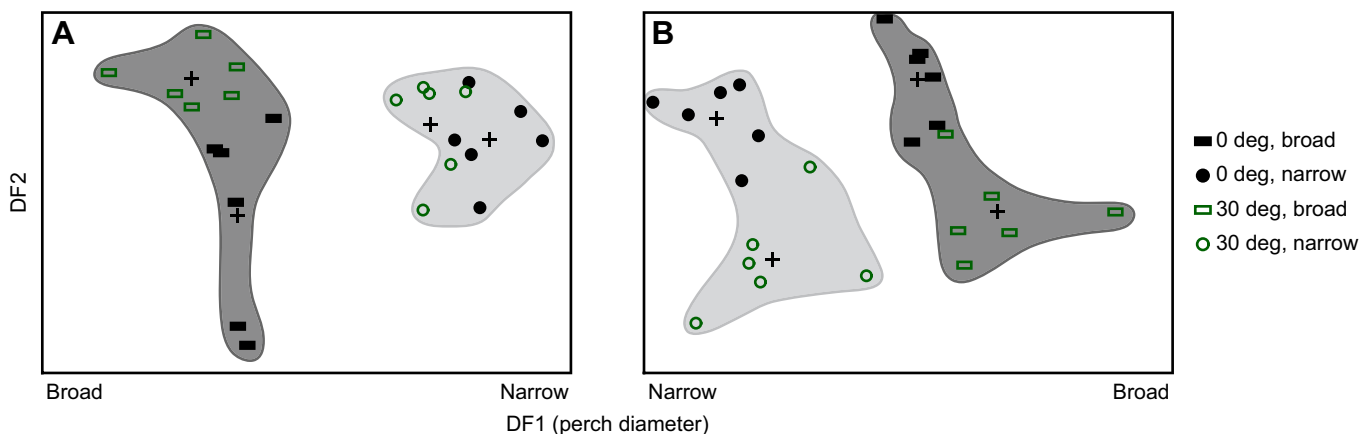 A
B
DF2
0 deg, broad
0 deg, narrow
30 deg, broad
30 deg, narrow
Broad
Narrow
Narrow
Broad
DF1 (perch diameter)